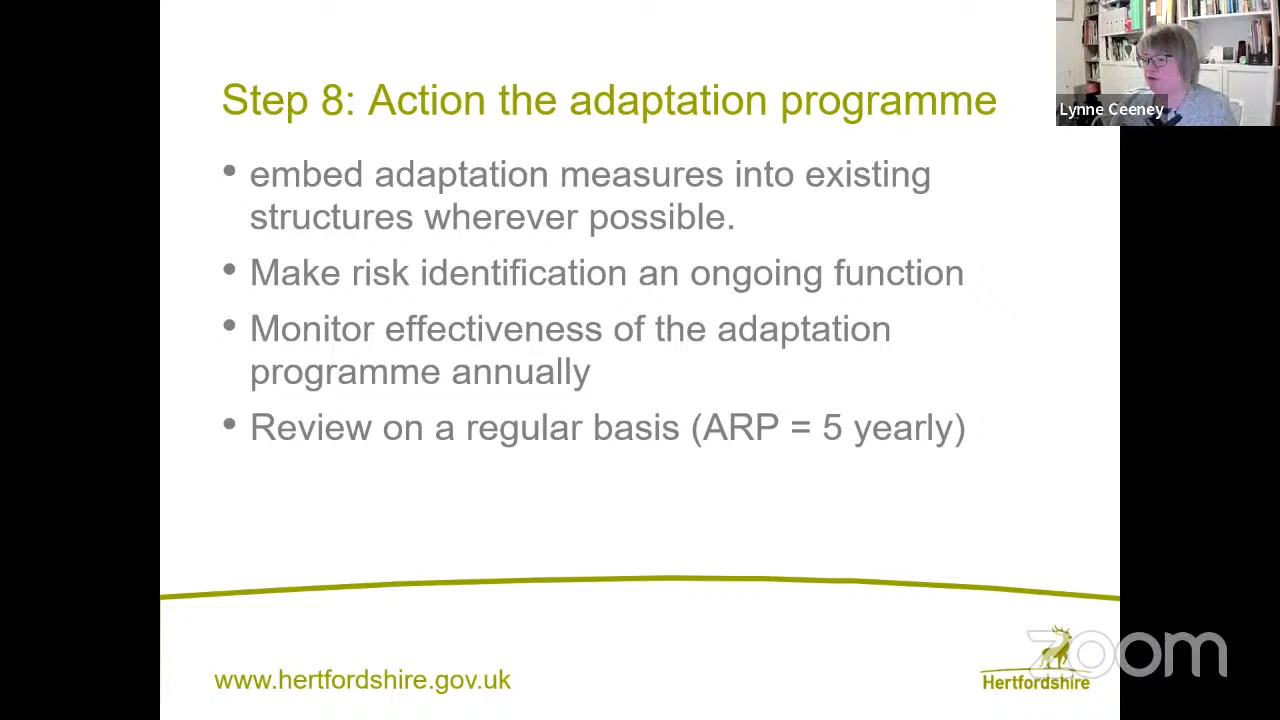 Step 8: Action the adaptation programme
Lynne Ceeney
• embed adaptation measures into existing
structures wherever possible.
• Make risk identification an ongoing function
• Monitor effectiveness of the adaptation
programme annually
• Review on a regular basis (ARP = 5 yearly)
www.hertfordshire.gov.uk
Hertfordshire
zoom